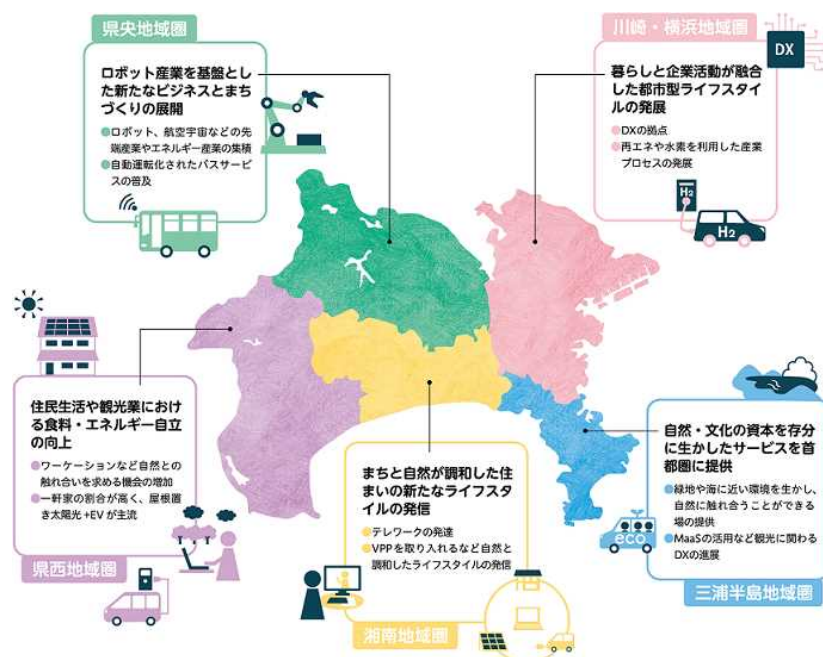 県央地域圏
ロボット産業を基盤とし
た新たなビジネスとまち
づくりの展開
●ロボット、航空宇宙などの先
端産業やエネルギー産業の集積
●自動運転化されたバスサービ
スの普及
川崎・横浜地域圏
DX
暮らしと企業活動が融合
した都市型ライフスタイ
ルの発展
●DXの拠点
●再エネや水素を利用した産業
プロセスの発展
H2
H2
住民生活や観光業におけ
る食料・エネルギー自立
の向上
●ワーケーションなど自然との
触れ合いを求める機会の増加
●一軒家の割合が高く、屋根置
き太陽光+EVが主流
県西地域圏
まちと自然が調和した住
まいの新たなライフスタ
イルの発信
●テレワークの発達
●VPPを取り入れるなど自然と
調和したライフスタイルの発信
湘南地域圏
自然・文化の資本を存分
に生かしたサービスを首
都圏に提供
●緑地や海に近い環境を生かし、
自然に触れ合うことができる
場の提供
●MaaSの活用など観光に関わる
DXの進展
eco
三浦半島地域圏